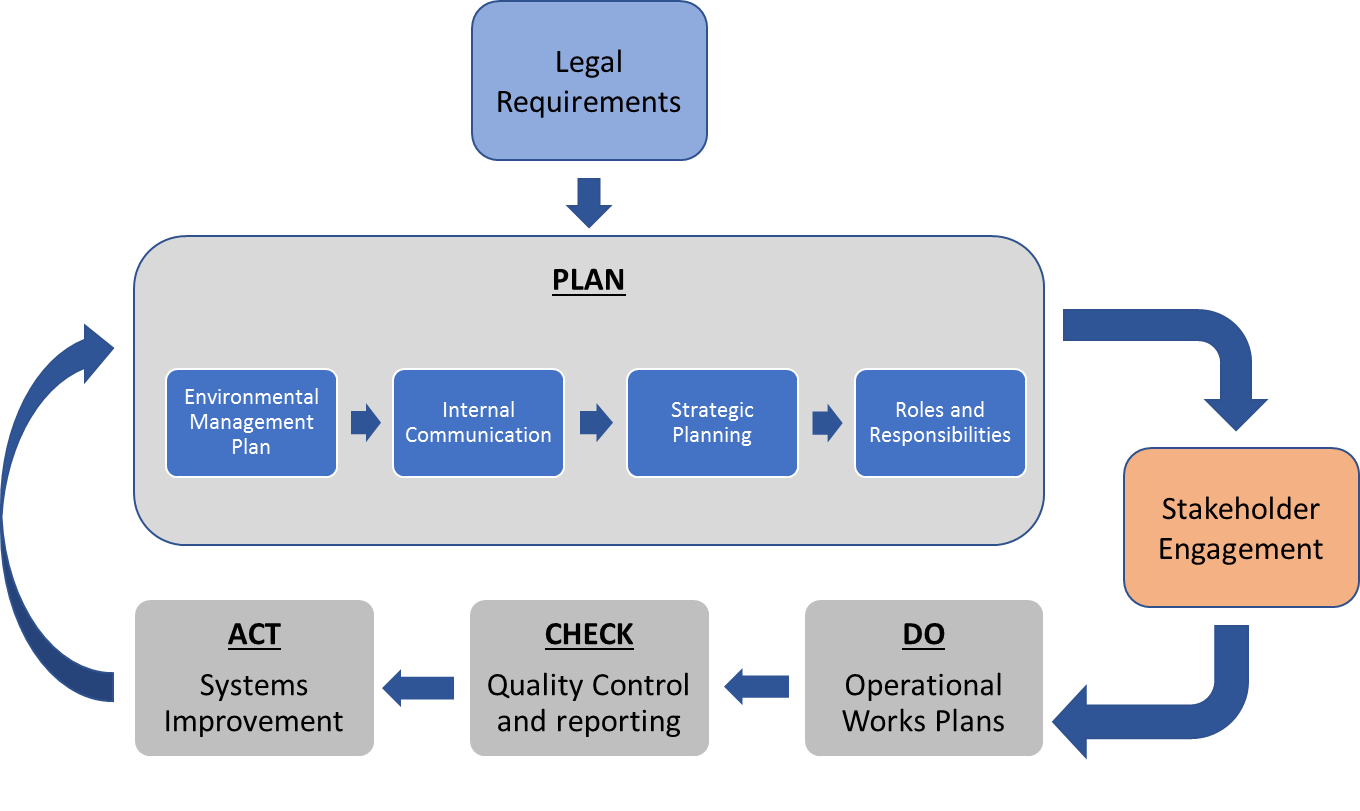 Legal
Requirements
PLAN
Environmental
Management
Plan
Internal
Communication
Strategic
Planning
Roles and
Responsibilities
Stakeholder
Engagement
ACT
Systems
Improvement
CHECK
Quality Control
and reporting
DO
Operational
Works Plans